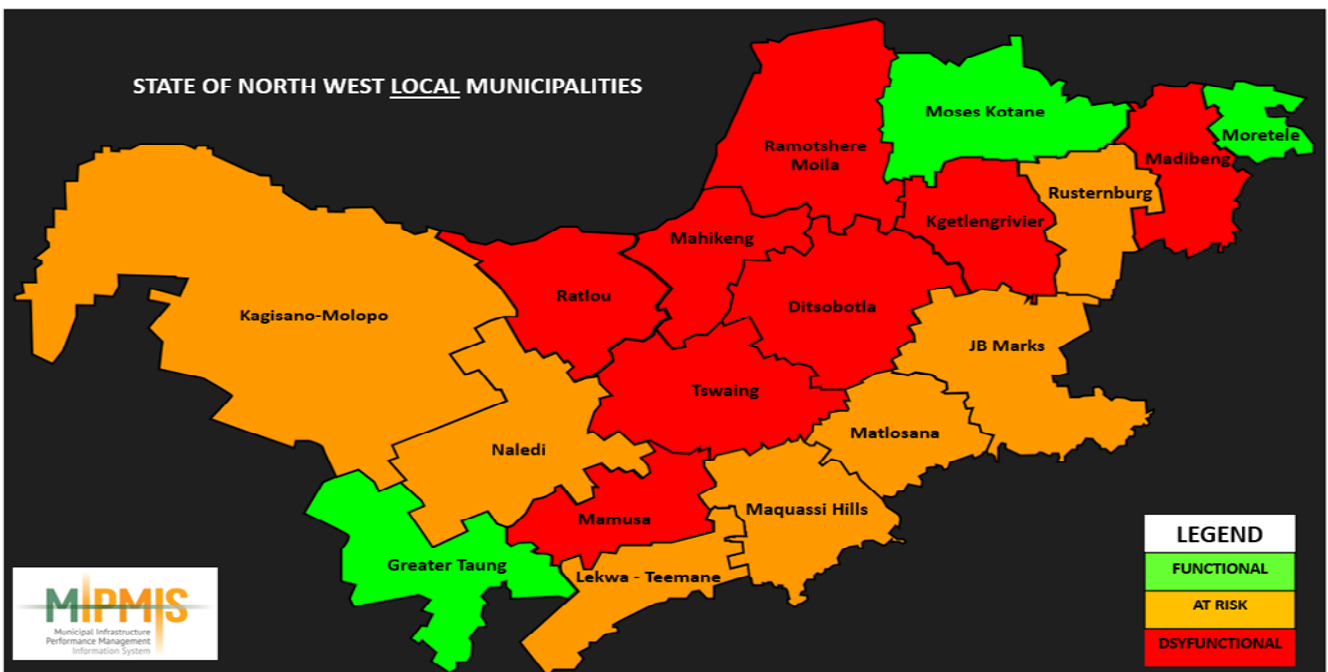 STATE OF NORTH WEST LOCAL MUNICIPALITIES
Moses Kotane
Moretele
Ramotshere
Moila
Madibeng
Rusternburg
Kgetlengrivier
Mahikeng
Ratlou
Ditsobotla
Kagisano-Molopo
JB Marks
Tswaing
Matlosana
Naledi
Maquassi Hills
Mamusa
Greater Taung
Lekwa - Teemane
LEGEND
FUNCTIONAL
AT RISK
DSYFUNCTIONAL
MIPMIS
Municipal Infrastructure
Performance Management
Information System